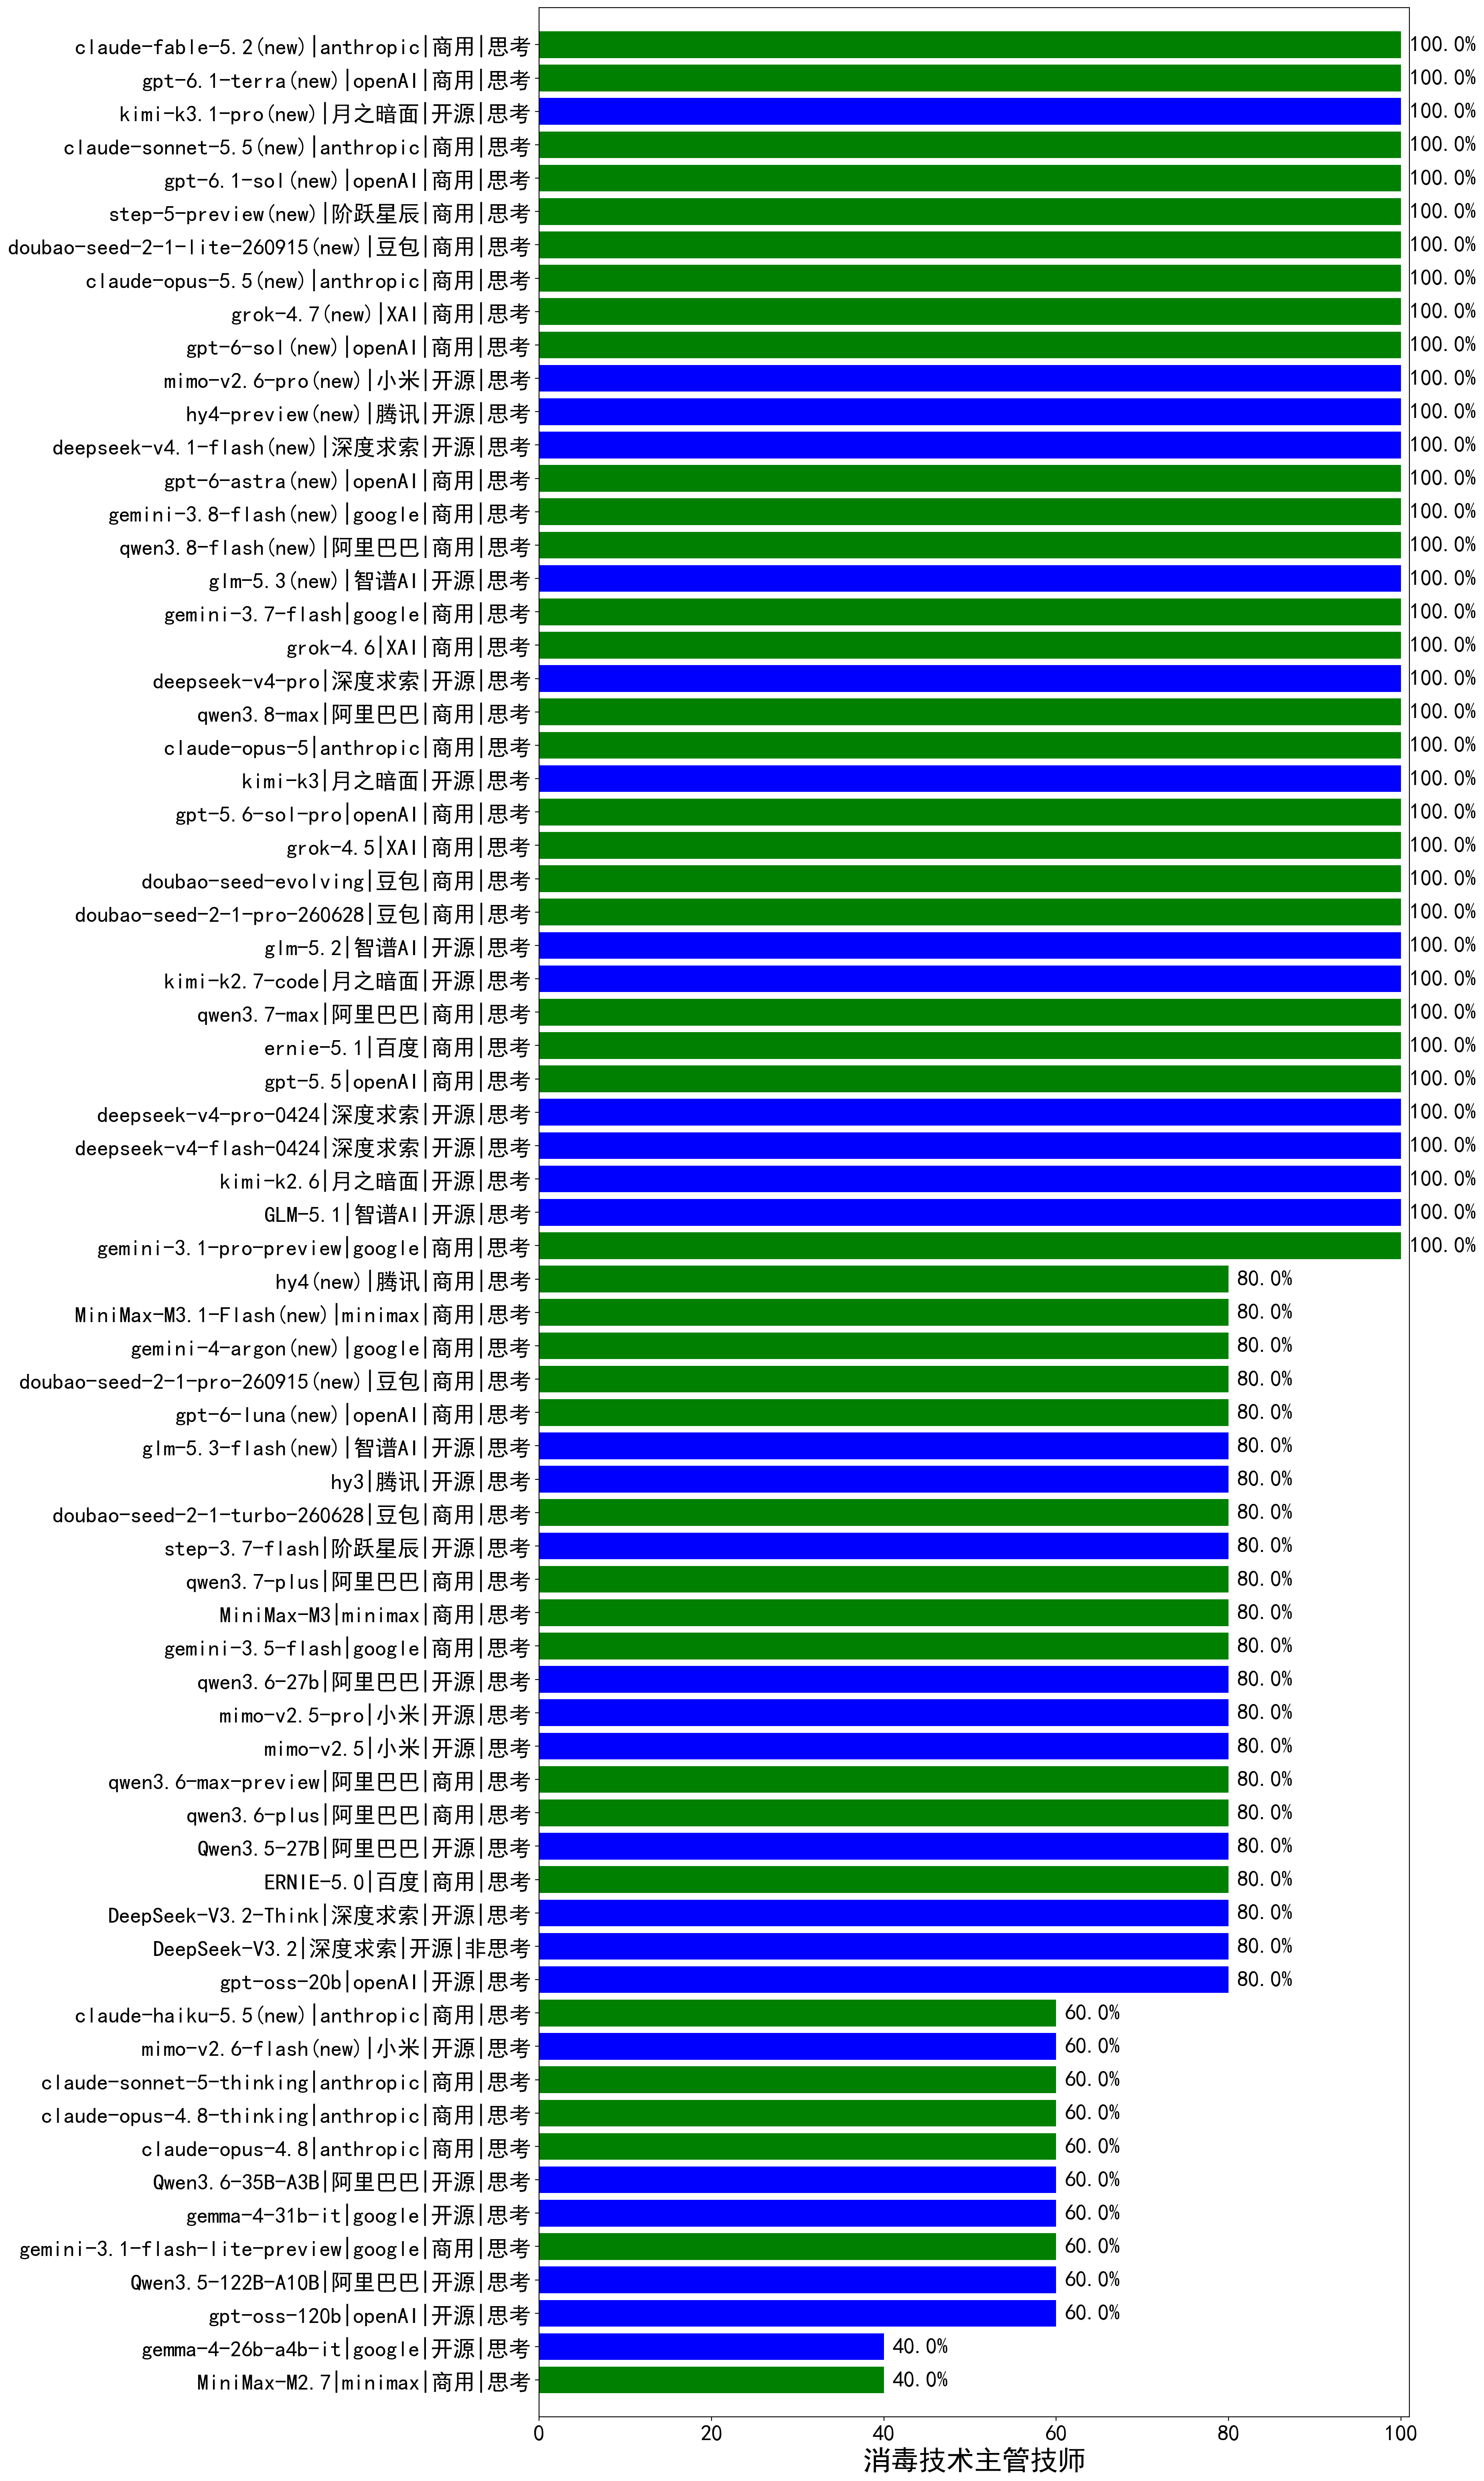 claude-fable-5.2(new)|anthropic|商用|思考 100.0%
gpt-6.1-terra(new)|openAI|商用|思考 100.0%
kimi-k3.1-pro(new)|月之暗面|开源|思考 100.0%
claude-sonnet-5.5(new)|anthropic|商用|思考 100.0%
gpt-6.1-sol(new)|openAI|商用|思考 100.0%
step-5-preview(new)|阶跃星辰|商用|思考 100.0%
doubao-seed-2-1-lite-260915(new)|豆包|商用|思考 100.0%
claude-opus-5.5(new)|anthropic|商用|思考 100.0%
grok-4.7(new)|XAI|商用|思考 100.0%
gpt-6-sol(new)|openAI|商用|思考 100.0%
mimo-v2.6-pro(new)|小米|开源|思考 100.0%
hy4-preview(new)|腾讯|开源|思考 100.0%
deepseek-v4.1-flash(new)|深度求索|开源|思考 100.0%
gpt-6-astra(new)|openAI|商用|思考 100.0%
gemini-3.8-flash(new)|google|商用|思考 100.0%
qwen3.8-flash(new)|阿里巴巴|商用|思考 100.0%
glm-5.3(new)|智谱AI|开源|思考 100.0%
gemini-3.7-flash|google|商用|思考 100.0%
grok-4.6|XAI|商用|思考 100.0%
deepseek-v4-pro|深度求索|开源|思考 100.0%
qwen3.8-max|阿里巴巴|商用|思考 100.0%
claude-opus-5|anthropic|商用|思考 100.0%
kimi-k3|月之暗面|开源|思考 100.0%
gpt-5.6-sol-pro|openAI|商用|思考 100.0%
grok-4.5|XAI|商用|思考 100.0%
doubao-seed-evolving|豆包|商用|思考 100.0%
doubao-seed-2-1-pro-260628|豆包|商用|思考 100.0%
glm-5.2|智谱AI|开源|思考 100.0%
kimi-k2.7-code|月之暗面|开源|思考 100.0%
qwen3.7-max|阿里巴巴|商用|思考 100.0%
ernie-5.1|百度|商用|思考 100.0%
gpt-5.5|openAI|商用|思考 100.0%
deepseek-v4-pro-0424|深度求索|开源|思考 100.0%
deepseek-v4-flash-0424|深度求索|开源|思考 100.0%
kimi-k2.6|月之暗面|开源|思考 100.0%
GLM-5.1|智谱AI|开源|思考 100.0%
gemini-3.1-pro-preview|google|商用|思考 100.0%
hy4(new)|腾讯|商用|思考 80.0%
MiniMax-M3.1-Flash(new)|minimax|商用|思考 80.0%
gemini-4-argon(new)|google|商用|思考 80.0%
doubao-seed-2-1-pro-260915(new)|豆包|商用|思考 80.0%
gpt-6-luna(new)|openAI|商用|思考 80.0%
glm-5.3-flash(new)|智谱AI|开源|思考 80.0%
hy3|腾讯|开源|思考 80.0%
doubao-seed-2-1-turbo-260628|豆包|商用|思考 80.0%
step-3.7-flash|阶跃星辰|开源|思考 80.0%
qwen3.7-plus|阿里巴巴|商用|思考 80.0%
MiniMax-M3|minimax|商用|思考 80.0%
gemini-3.5-flash|google|商用|思考 80.0%
qwen3.6-27b|阿里巴巴|开源|思考 80.0%
mimo-v2.5-pro|小米|开源|思考 80.0%
mimo-v2.5|小米|开源|思考 80.0%
qwen3.6-max-preview|阿里巴巴|商用|思考 80.0%
qwen3.6-plus|阿里巴巴|商用|思考 80.0%
Qwen3.5-27B|阿里巴巴|开源|思考 80.0%
ERNIE-5.0|百度|商用|思考 80.0%
DeepSeek-V3.2-Think|深度求索|开源|思考 80.0%
DeepSeek-V3.2|深度求索|开源|非思考 80.0%
gpt-oss-20b|openAI|开源|思考 80.0%
claude-haiku-5.5(new)|anthropic|商用|思考 60.0%
mimo-v2.6-flash(new)|小米|开源|思考 60.0%
claude-sonnet-5-thinking|anthropic|商用|思考 60.0%
claude-opus-4.8-thinking|anthropic|商用|思考 60.0%
claude-opus-4.8|anthropic|商用|思考 60.0%
Qwen3.6-35B-A3B|阿里巴巴|开源|思考 60.0%
gemma-4-31b-it|google|开源|思考 60.0%
gemini-3.1-flash-lite-preview|google|商用|思考 60.0%
Qwen3.5-122B-A10B|阿里巴巴|开源|思考 60.0%
gpt-oss-120b|openAI|开源|思考 60.0%
gemma-4-26b-a4b-it|google|开源|思考 40.0%
MiniMax-M2.7|minimax|商用|思考 40.0%
0 20 40 60 80 100
消毒技术主管技师